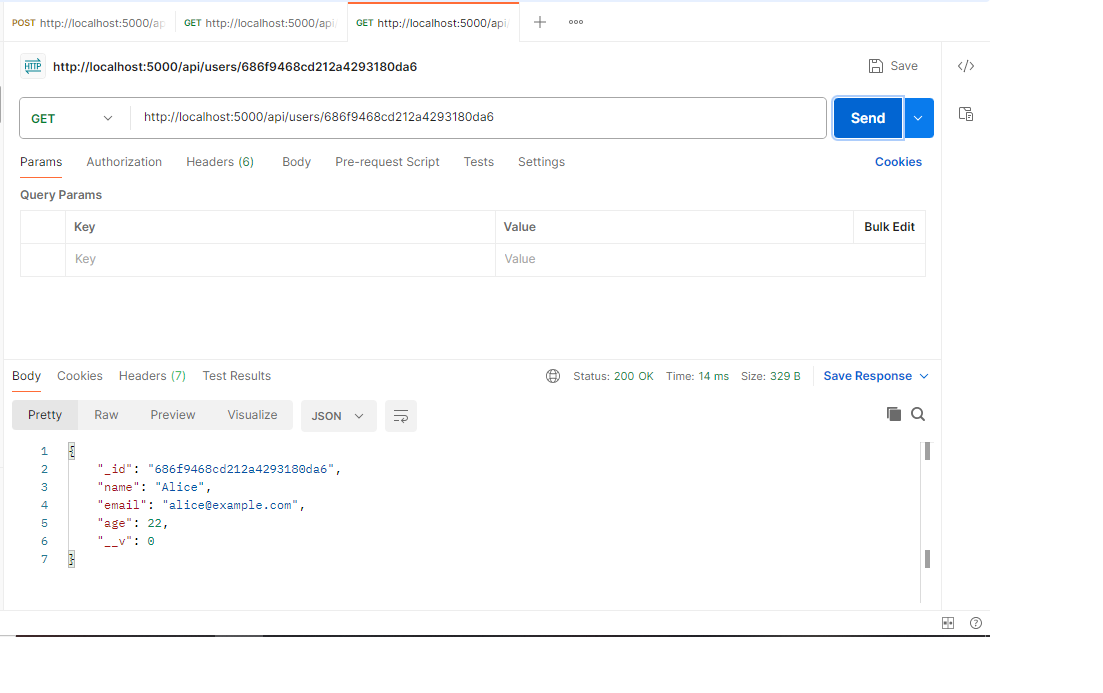 POST http://localhost:5000/ap GET http://localhost:5000/api GET http://localhost:5000/api
HTTP http://localhost:5000/api/users/686f9468cd212a4293180da6 Save
GET http://localhost:5000/api/users/686f9468cd212a4293180da6 Send
Params Authorization Headers (6) Body Pre-request Script Tests Settings Cookies
Query Params
Key Value Bulk Edit
Key Value
Body Cookies Headers (7) Test Results Status: 200 OK Time: 14 ms Size: 329 B Save Response
Pretty Raw Preview Visualize JSON
1 {
2 "_id": "686f9468cd212a4293180da6",
3 "name": "Alice",
4 "email": "alice@example.com",
5 "age": 22,
6 "__v": 0
7 }